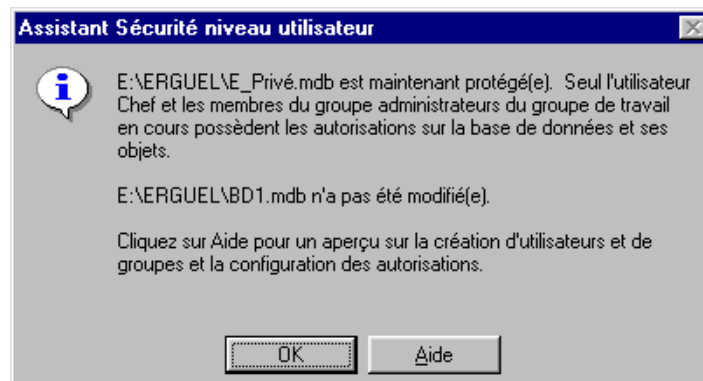 Assistant Sécurité niveau utilisateur
E:\ERGUEL\E_Privé.mdb est maintenant protégé(e).  Seul l'utilisateur
Chef et les membres du groupe administrateurs du groupe de travail
en cours possèdent les autorisations sur la base de données et ses
objets.
E:\ERGUEL\BD1.mdb n'a pas été modifié(e).
Cliquez sur Aide pour un aperçu sur la création d'utilisateurs et de
groupes et la configuration des autorisations.
OK
Aide